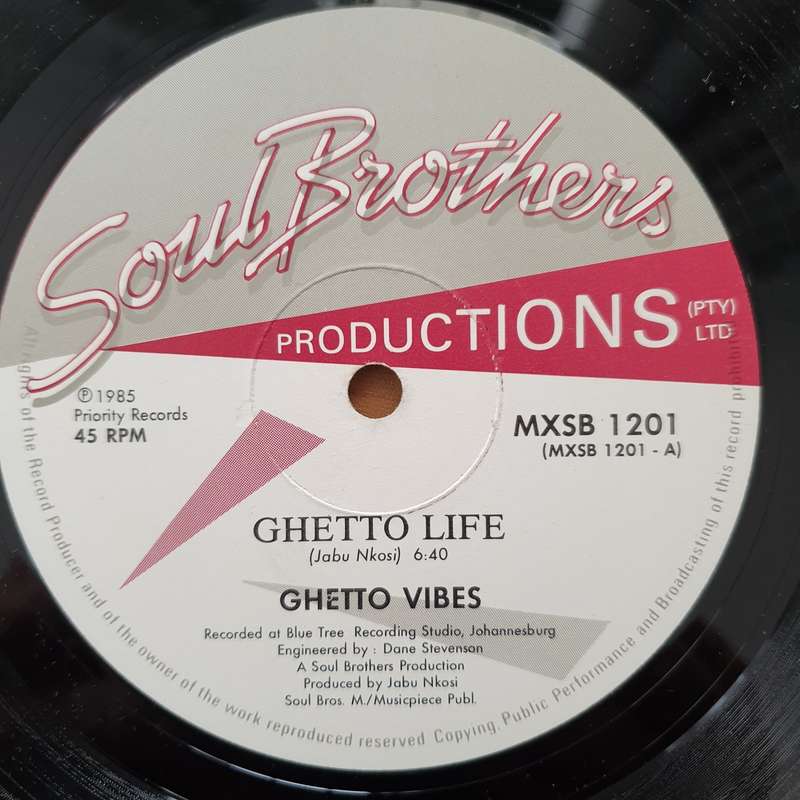 Soul Brothers
PRODUCTIONS (PTY) LTD
℗ 1985
Priority Records
45 RPM
MXSB 1201
(MXSB 1201 - A)
GHETTO LIFE
(Jabu Nkosi) 6:40
GHETTO VIBES
Recorded at Blue Tree Recording Studio, Johannesburg
Engineered by : Dane Stevenson
A Soul Brothers Production
Produced by Jabu Nkosi
Soul Bros. M./Musicpiece Publ.
All rights of the Record Producer and of the owner of the work reproduced reserved Copying, Public Performance and Broadcasting of this record prohibited